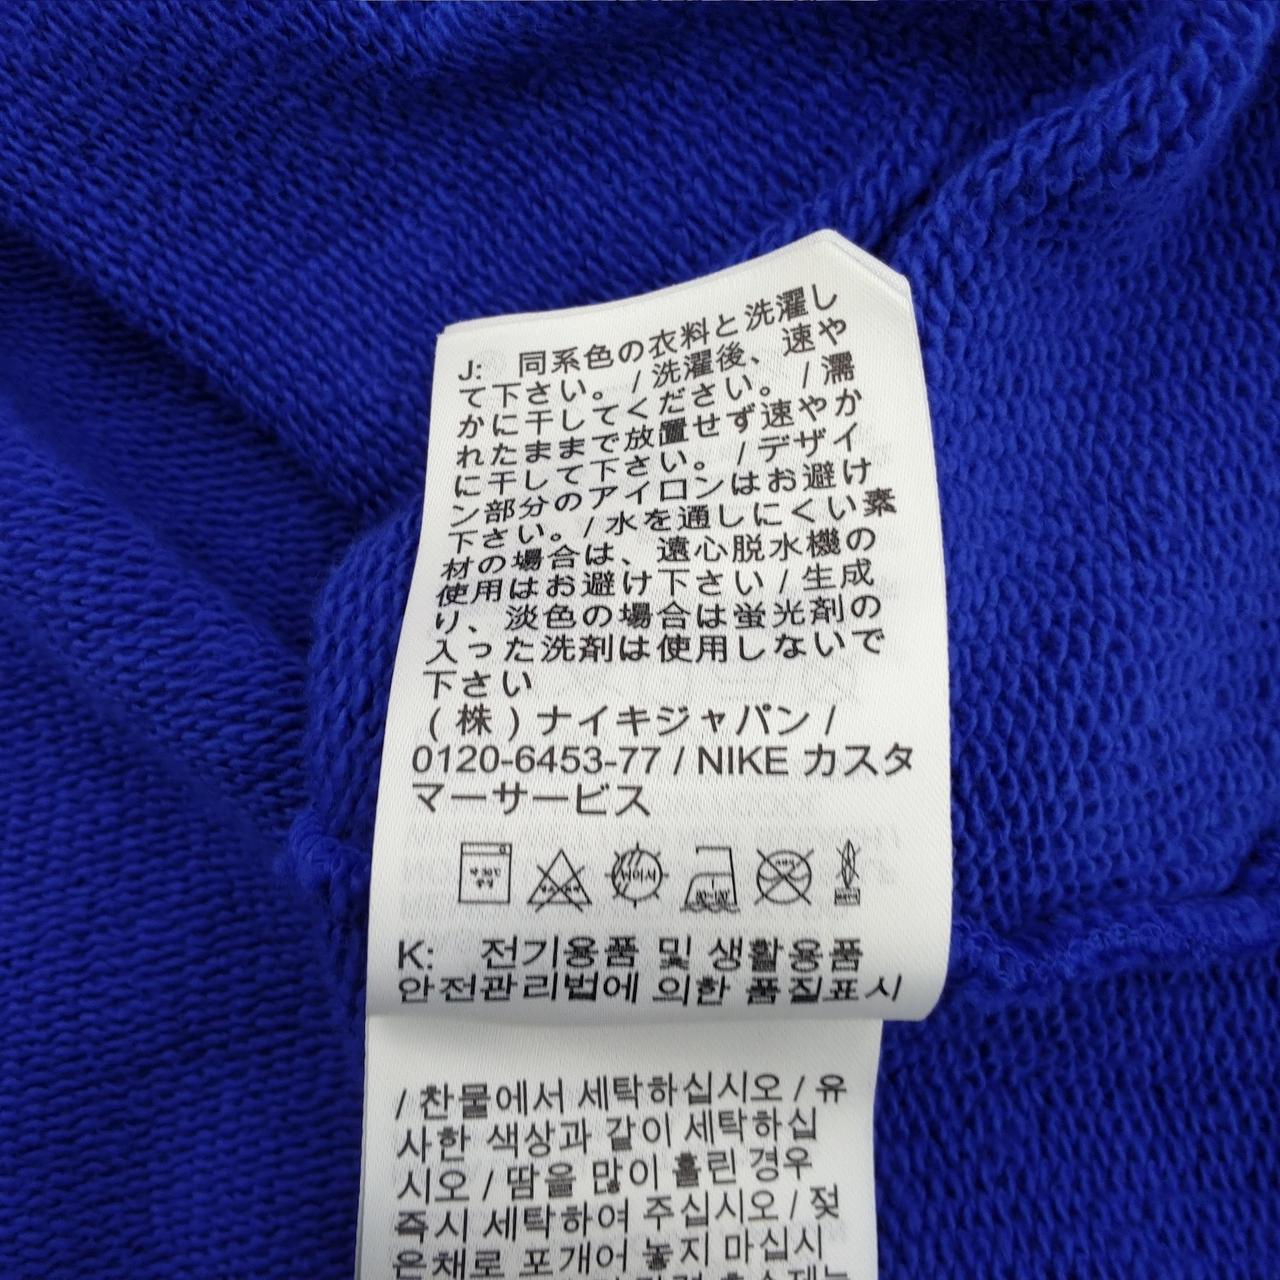 J: 同系色の衣料と洗濯し
て下さい。 / 洗濯後、速や
かに干してください。 / 濡
れたままで放置せず速やか
に干して下さい。 / デザイ
ン部分のアイロンはお避け
下さい。/ 水を通しにくい素
材の場合は、遠心脱水機の
使用はお避け下さい / 生成
り、淡色の場合は蛍光剤の
入った洗剤は使用しないで
下さい
(株) ナイキジャパン /
0120-6453-77 / NIKE カスタ
マーサービス
K: 전기용품 및 생활용품
안전관리법에 의한 품질표시
/ 찬물에서 세탁하십시오 / 유
사한 색상과 같이 세탁하십
시오 / 땀을 많이 흘린 경우
즉시 세탁하여 주십시오 / 젖
은채로 포개어 놓지 마십시